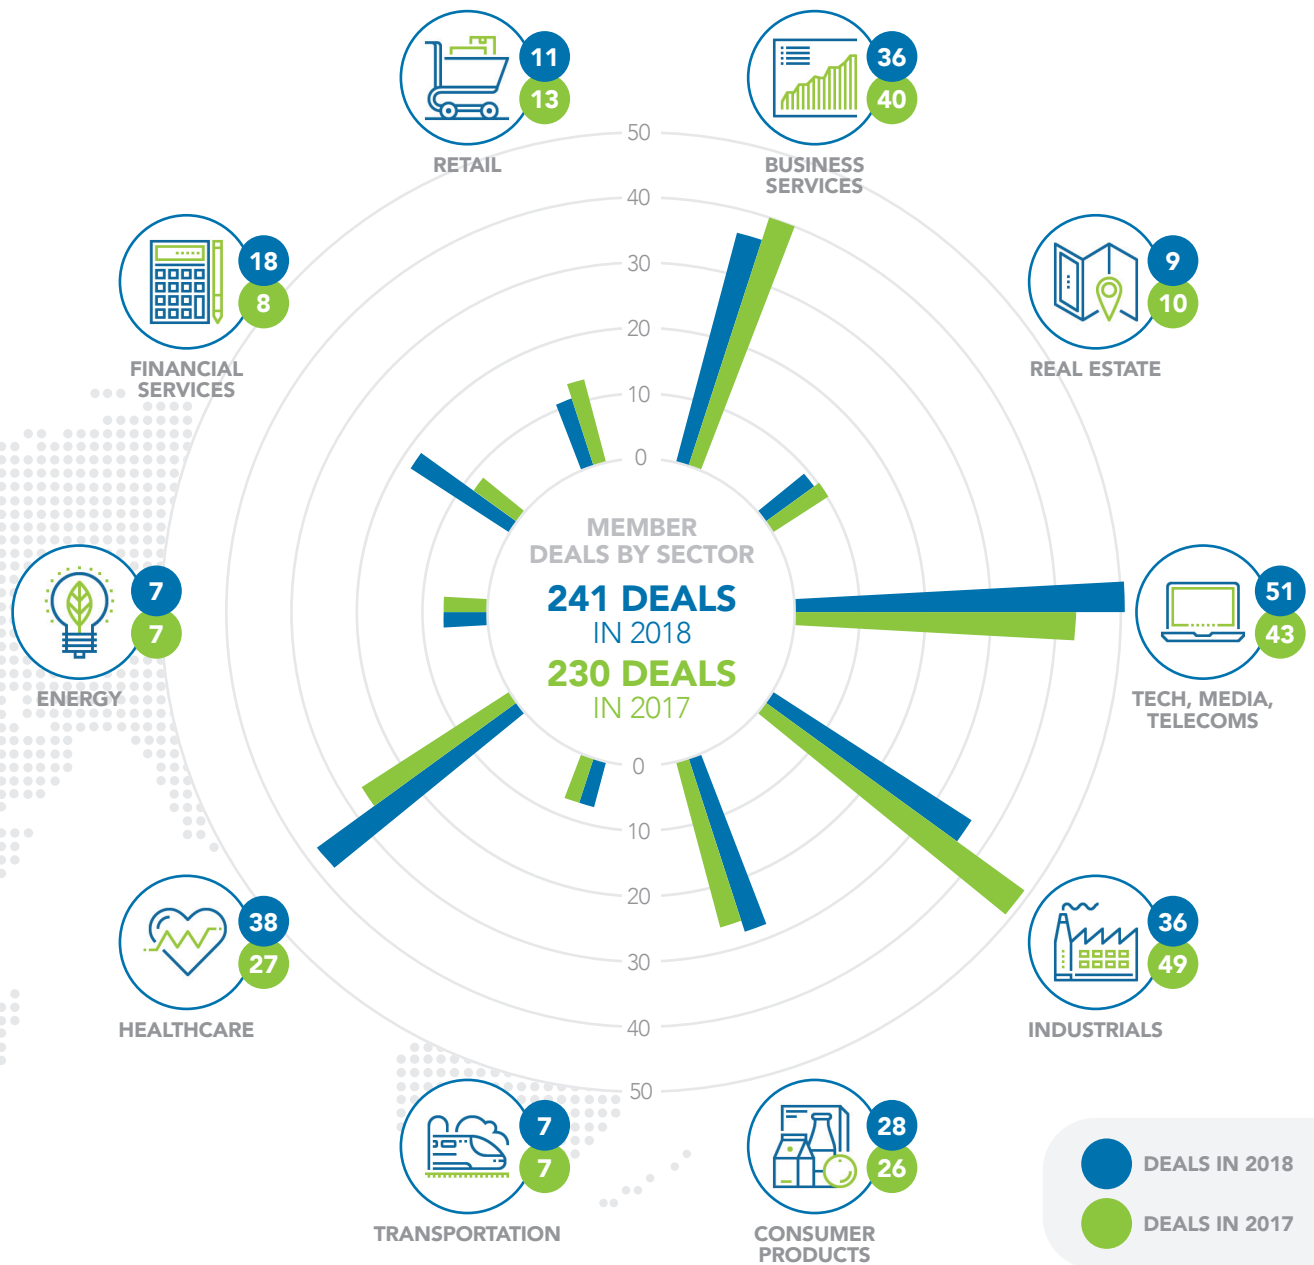 11
13
RETAIL
36
40
BUSINESS
SERVICES
18
8
FINANCIAL
SERVICES
9
10
REAL ESTATE
50
40
30
20
10
0
MEMBER
DEALS BY SECTOR
241 DEALS
IN 2018
230 DEALS
IN 2017
0
10
20
30
40
50
7
7
ENERGY
51
43
TECH, MEDIA,
TELECOMS
38
27
HEALTHCARE
36
49
INDUSTRIALS
7
7
TRANSPORTATION
28
26
CONSUMER
PRODUCTS
DEALS IN 2018
DEALS IN 2017